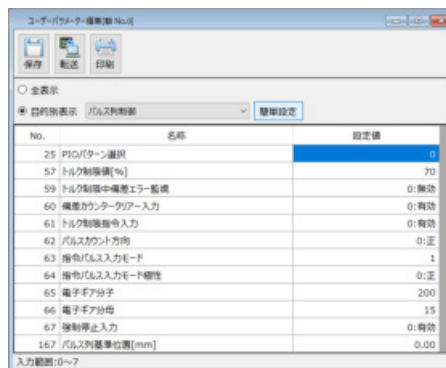 ユーザーパラメーター編集[軸 No.0]
保存 転送 印刷
全表示
目的別表示 パルス列制御 簡単設定
No. 名称 設定値
25 PIOパターン選択 0
57 トルク制限値[%] 70
59 トルク制限中偏差エラー監視 0:無効
60 偏差カウンタークリアー入力 0:有効
61 トルク制限指令入力 0:有効
62 パルスカウント方向 0:正
63 指令パルス入力モード 1
64 指令パルス入力モード極性 0:正
65 電子ギア分子 200
66 電子ギア分母 15
67 強制停止入力 0:有効
167 パルス列基準位置[mm] 0.00
入力範囲:0~7